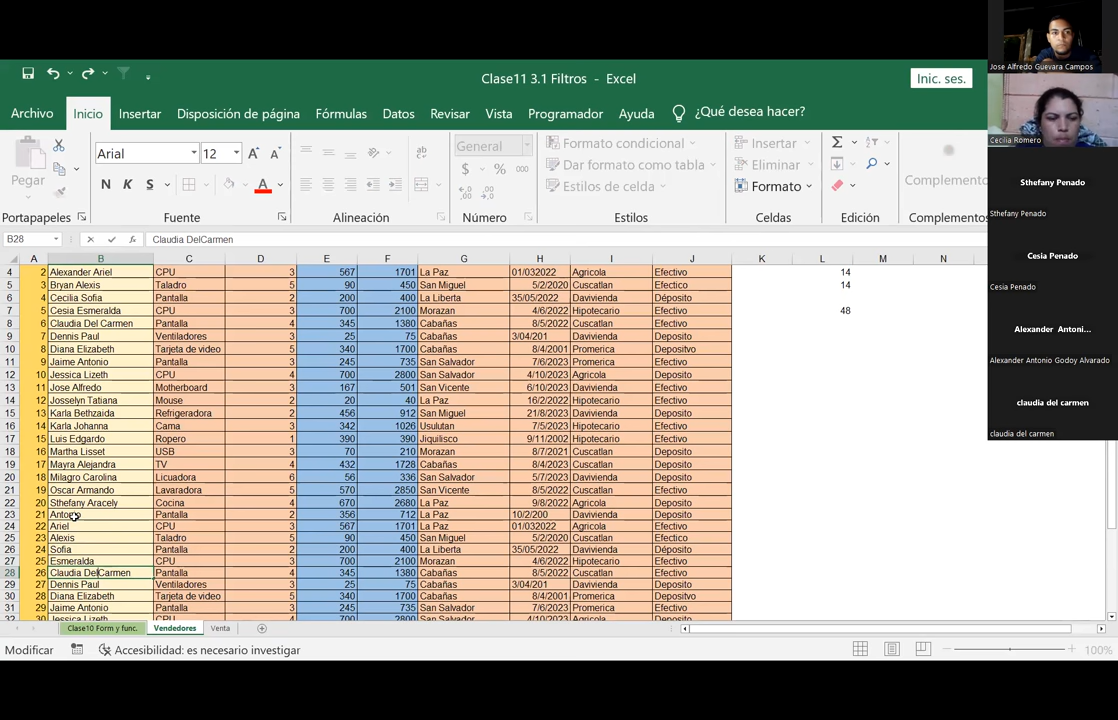 Clase11 3.1 Filtros - Excel
Inic. ses.
Archivo Inicio Insertar Disposición de página Fórmulas Datos Revisar Vista Programador Ayuda ¿Qué desea hacer?
Pegar
Arial 12
N K S
General
$ % 000
Formato condicional
Dar formato como tabla
Estilos de celda
Insertar
Eliminar
Formato
Complementos
Portapapeles Fuente Alineación Número Estilos Celdas Edición Complementos
B28 fx Claudia DelCarmen
A B C D E F G H I J K L M N
4 2 Alexander Ariel CPU 3 567 1701 La Paz 01/032022 Agricola Efectivo 14
5 3 Bryan Alexis Taladro 5 90 450 San Miguel 5/2/2020 Cuscatlan Efectico 14
6 4 Cecilia Sofia Pantalla 2 200 400 La Liberta 35/05/2022 Davivienda Déposito
7 5 Cesia Esmeralda CPU 3 700 2100 Morazan 4/6/2022 Hipotecario Efectivo 48
8 6 Claudia Del Carmen Pantalla 4 345 1380 Cabañas 8/5/2022 Cuscatlan Efectivo
9 7 Dennis Paul Ventiladores 3 25 75 Cabañas 3/04/201 Davivienda Deposito
10 8 Diana Elizabeth Tarjeta de video 5 340 1700 Cabañas 8/4/2001 Promerica Depositvo
11 9 Jaime Antonio Pantalla 3 245 735 San Salvador 7/6/2023 Promerica Efectivo
12 10 Jessica Lizeth CPU 4 700 2800 San Salvador 4/10/2023 Agricola Deposito
13 11 Jose Alfredo Motherboard 3 167 501 San Vicente 6/10/2023 Davivienda Deposito
14 12 Josselyn Tatiana Mouse 2 20 40 La Paz 16/2/2022 Hipotecario Efectivo
15 13 Karla Bethzaida Refrigeradora 2 456 912 San Miguel 21/8/2023 Davivienda Deposito
16 14 Karla Johanna Cama 3 342 1026 Usulutan 7/5/2023 Hipotecario Efectivo
17 15 Luis Edgardo Ropero 1 390 390 Jiquilisco 9/11/2002 Hipotecario Efectivo
18 16 Martha Lisset USB 3 70 210 Morazan 8/7/2021 Cuscatlan Deposito
19 17 Mayra Alejandra TV 4 432 1728 Cabañas 8/4/2023 Cuscatlan Deposito
20 18 Milagro Carolina Licuadora 6 56 336 San Salvador 5/7/2023 Davivienda Deposito
21 19 Oscar Armando Lavaradora 5 570 2850 San Vicente 8/5/2022 Cuscatlan Efectivo
22 20 Sthefany Aracely Cocina 4 670 2680 La Paz 9/8/2022 Agricola Deposito
23 21 Antonio Pantalla 2 356 712 La Paz 10/2/200 Davivienda Deposito
24 22 Ariel CPU 3 567 1701 La Paz 01/032022 Agricola Efectivo
25 23 Alexis Taladro 5 90 450 San Miguel 5/2/2020 Cuscatlan Efectico
26 24 Sofia Pantalla 2 200 400 La Liberta 35/05/2022 Davivienda Déposito
27 25 Esmeralda CPU 3 700 2100 Morazan 4/6/2022 Hipotecario Efectivo
28 26 Claudia DelCarmen Pantalla 4 345 1380 Cabañas 8/5/2022 Cuscatlan Efectivo
29 27 Dennis Paul Ventiladores 3 25 75 Cabañas 3/04/201 Davivienda Deposito
30 28 Diana Elizabeth Tarjeta de video 5 340 1700 Cabañas 8/4/2001 Promerica Depositvo
31 29 Jaime Antonio Pantalla 3 245 735 San Salvador 7/6/2023 Promerica Efectivo
32 30 Jessica Lizeth CPU 4 700 2800 San Salvador 4/10/2023 Agricola Deposito
Clase10 Form y func. Vendedores Venta
Modificar Accesibilidad: es necesario investigar 100%
Jose Alfredo Guevara Campos
Cecilia Romero
Sthefany Penado
Sthefany Penado
Cesia Penado
Cesia Penado
Alexander Antoni...
Alexander Antonio Godoy Alvarado
claudia del carmen
claudia del carmen